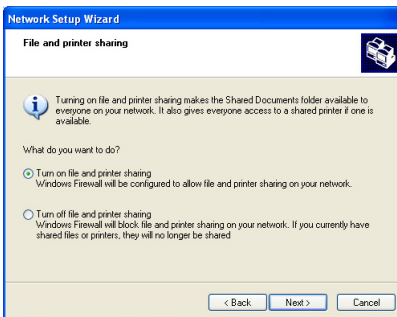 Network Setup Wizard
File and printer sharing
Turning on file and printer sharing makes the Shared Documents folder available to
everyone on your network. It also gives everyone access to a shared printer if one is
available.
What do you want to do?
Turn on file and printer sharing
Windows Firewall will be configured to allow file and printer sharing on your network.
Turn off file and printer sharing
Windows Firewall will block file and printer sharing on your network. If you currently have
shared files or printers, they will no longer be shared
< Back
Next >
Cancel